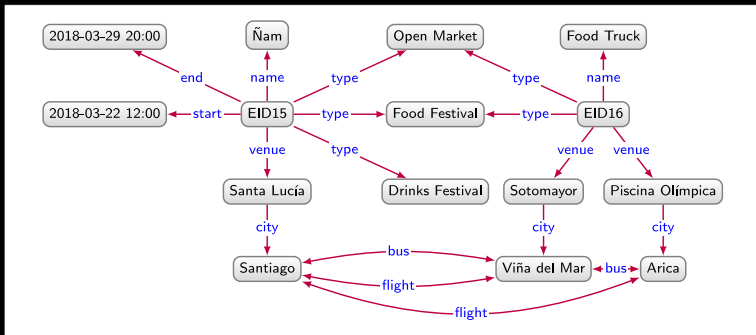 2018-03-29 20:00
Ñam
Open Market
Food Truck
end
name
type
type
name
2018-03-22 12:00
start
EID15
type
Food Festival
type
EID16
venue
type
venue
venue
Santa Lucía
Drinks Festival
Sotomayor
Piscina Olímpica
city
city
city
bus
Santiago
Viña del Mar
bus
Arica
flight
flight